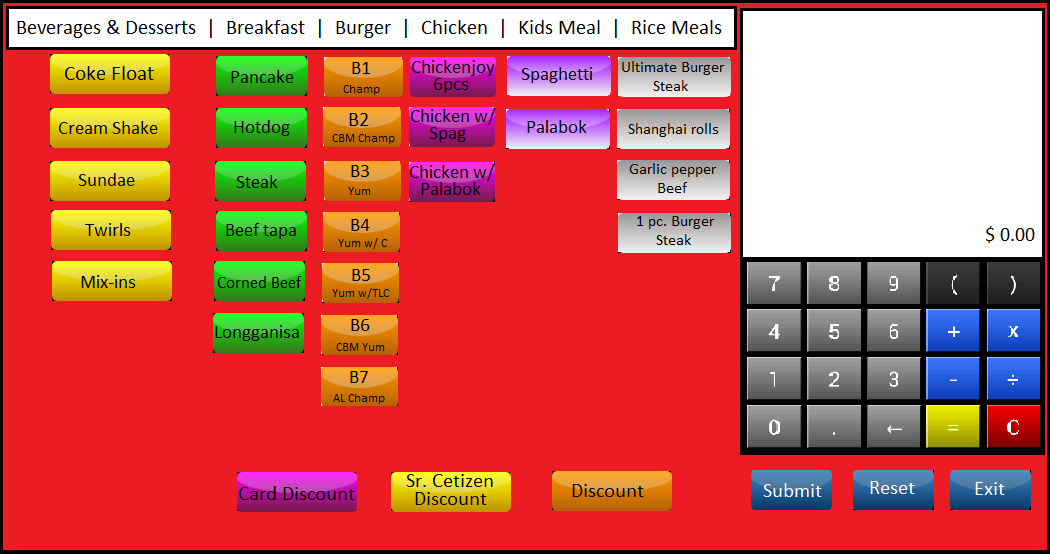 Beverages & Desserts | Breakfast | Burger | Chicken | Kids Meal | Rice Meals
Coke Float
Cream Shake
Sundae
Twirls
Mix-ins
Pancake
Hotdog
Steak
Beef tapa
Corned Beef
Longganisa
B1
Champ
B2
CBM Champ
B3
Yum
B4
Yum w/ C
B5
Yum w/TLC
B6
CBM Yum
B7
AL Champ
Chickenjoy
6pcs
Chicken w/
Spag
Chicken w/
Palabok
Spaghetti
Palabok
Ultimate Burger
Steak
Shanghai rolls
Garlic pepper
Beef
1 pc. Burger
Steak
$ 0.00
7 8 9 ( )
4 5 6 + x
1 2 3 - ÷
0 . ← = C
Card Discount
Sr. Cetizen
Discount
Discount
Submit
Reset
Exit